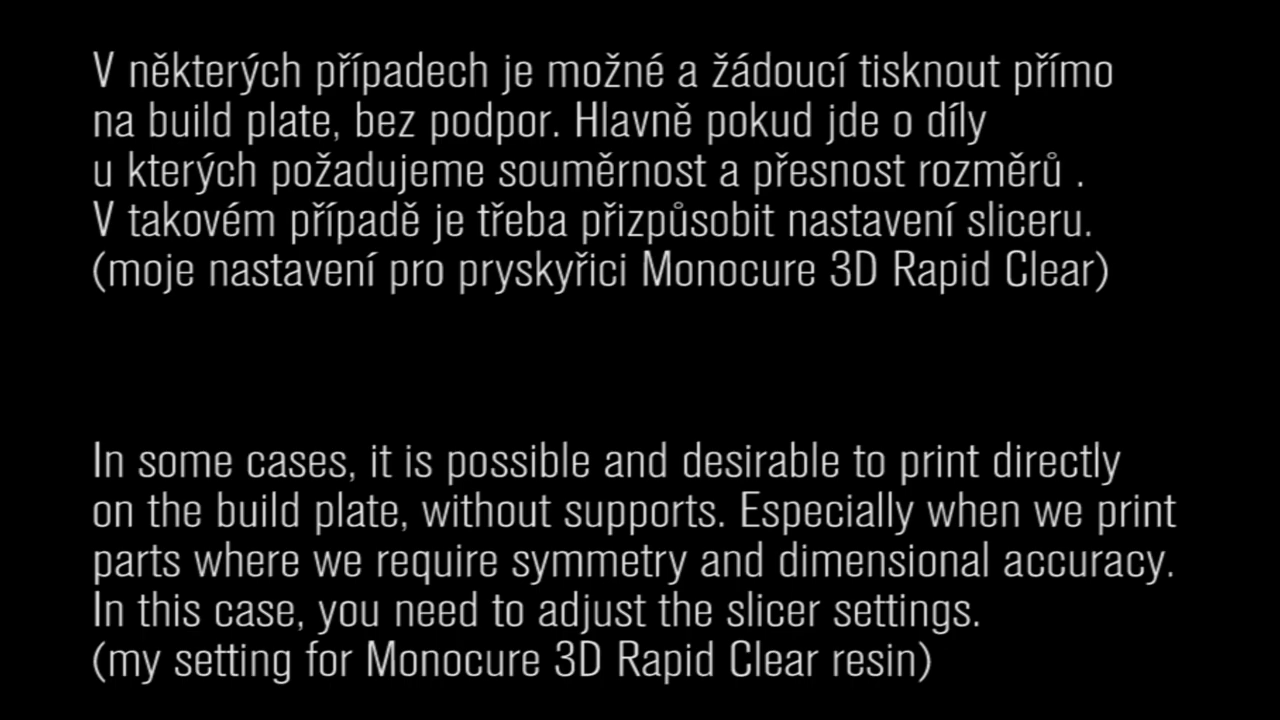 V některých případech je možné a žádoucí tisknout přímo
na build plate, bez podpor. Hlavně pokud jde o díly
u kterých požadujeme souměrnost a přesnost rozměrů .
V takovém případě je třeba přizpůsobit nastavení sliceru.
(moje nastavení pro pryskyřici Monocure 3D Rapid Clear)
In some cases, it is possible and desirable to print directly
on the build plate, without supports. Especially when we print
parts where we require symmetry and dimensional accuracy.
In this case, you need to adjust the slicer settings.
(my setting for Monocure 3D Rapid Clear resin)